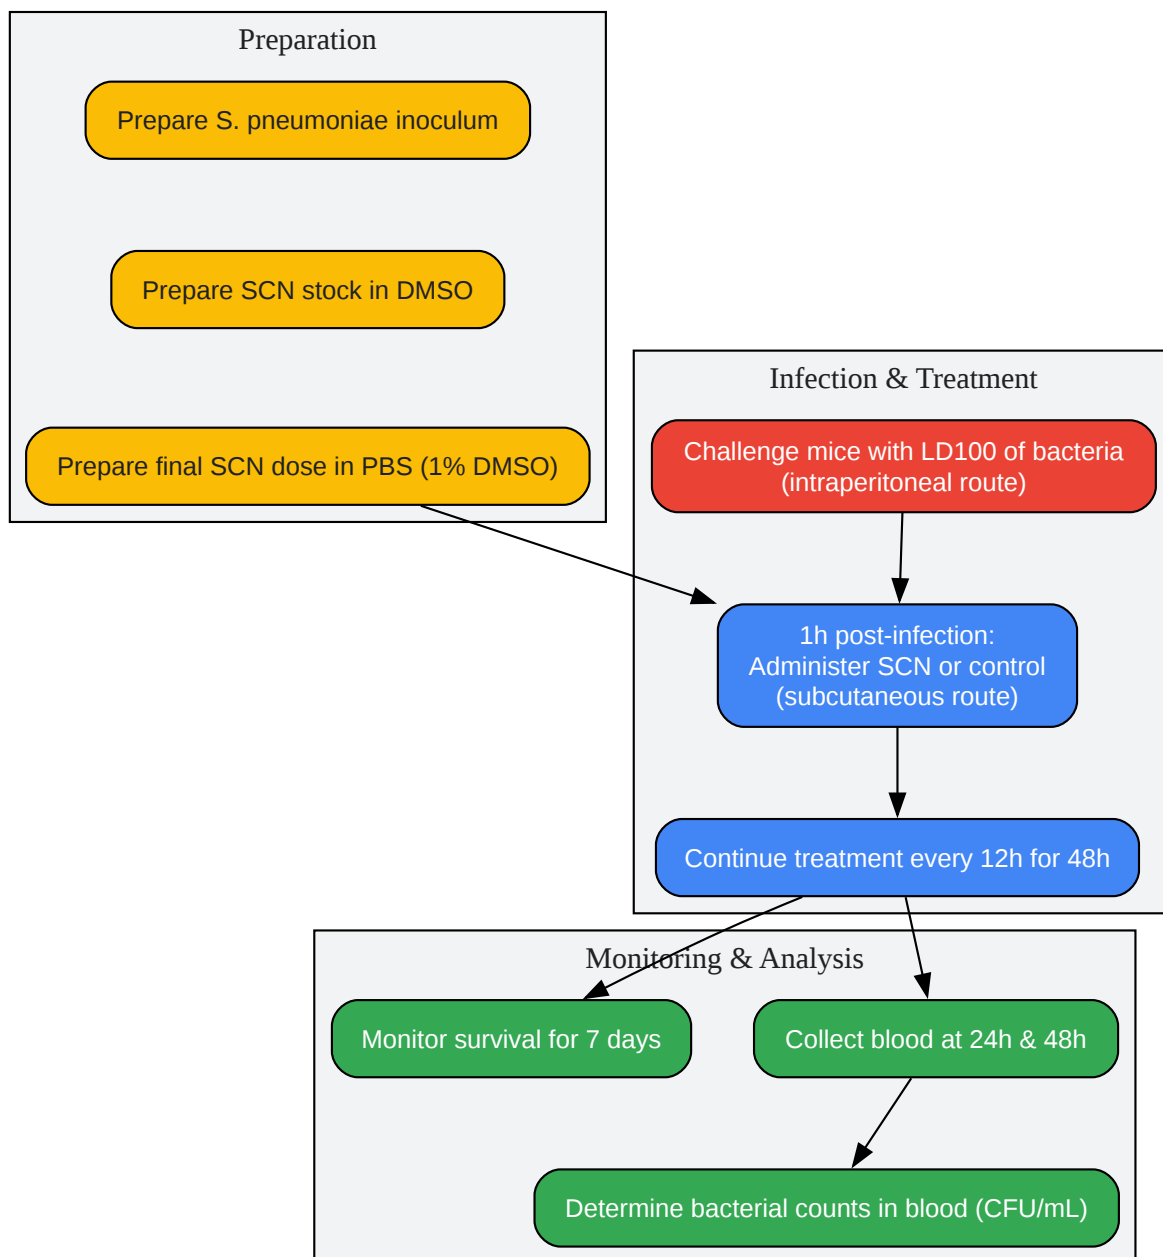 Preparation
Prepare S. pneumoniae inoculum
Prepare SCN stock in DMSO
Prepare final SCN dose in PBS (1% DMSO)
Infection & Treatment
Challenge mice with LD100 of bacteria
(intraperitoneal route)
1h post-infection:
Administer SCN or control
(subcutaneous route)
Continue treatment every 12h for 48h
Monitoring & Analysis
Monitor survival for 7 days
Collect blood at 24h & 48h
Determine bacterial counts in blood (CFU/mL)